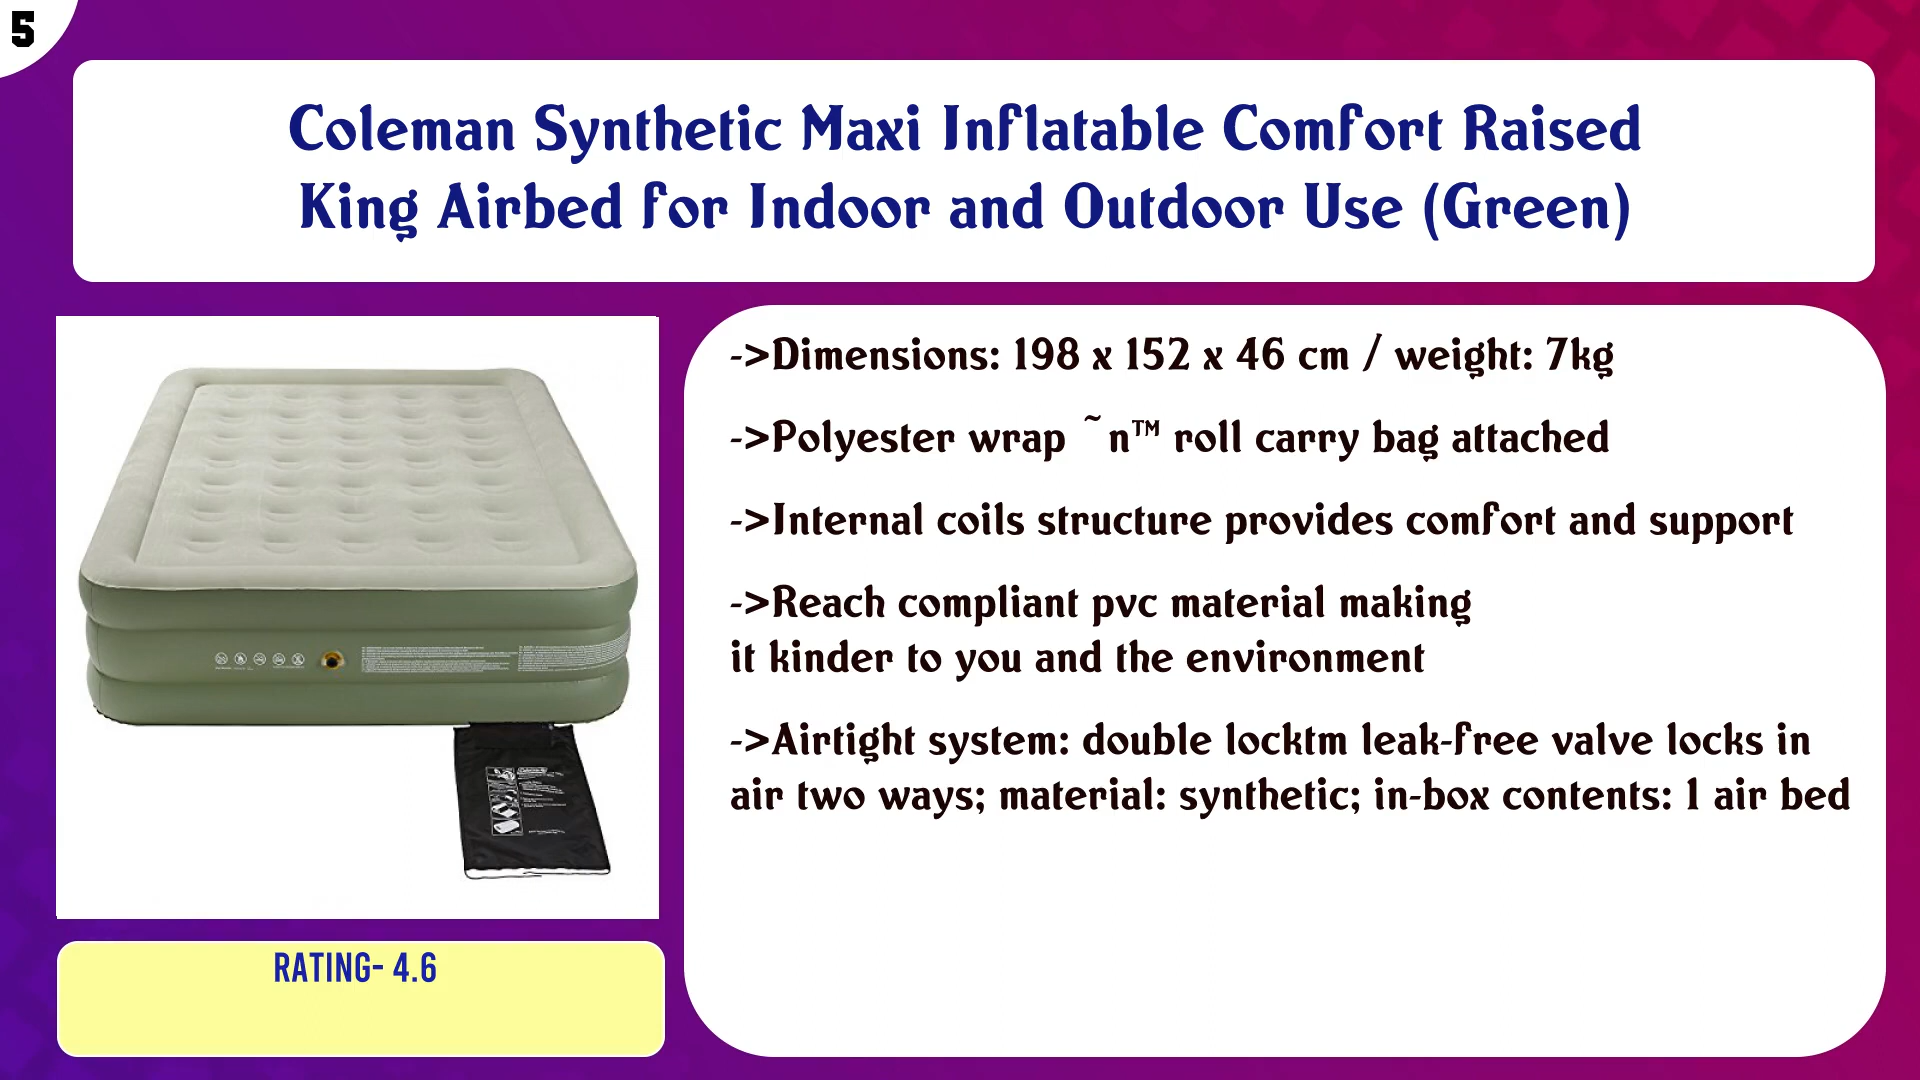 5
Coleman Synthetic Maxi Inflatable Comfort Raised
King Airbed for Indoor and Outdoor Use (Green)
->Dimensions: 198 x 152 x 46 cm / weight: 7kg
->Polyester wrap ˜n™ roll carry bag attached
->Internal coils structure provides comfort and support
->Reach compliant pvc material making
it kinder to you and the environment
->Airtight system: double locktm leak-free valve locks in
air two ways; material: synthetic; in-box contents: 1 air bed
RATING- 4.6